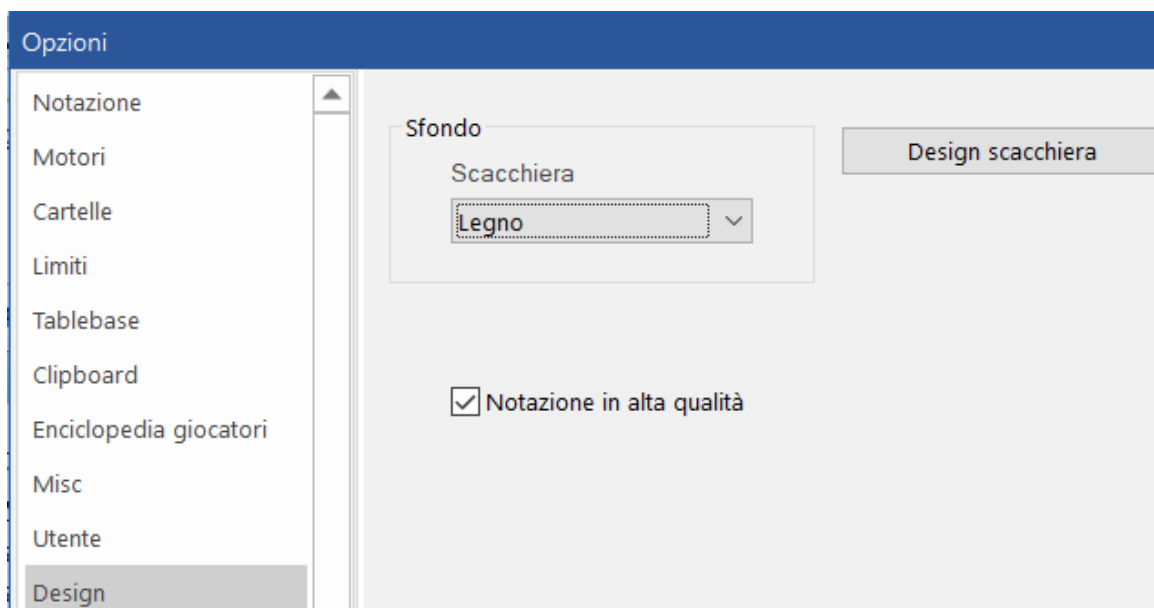 Opzioni
Notazione
Motori
Cartelle
Limiti
Tablebase
Clipboard
Enciclopedia giocatori
Misc
Utente
Design
Sfondo
Scacchiera
Legno
Design scacchiera
Notazione in alta qualità